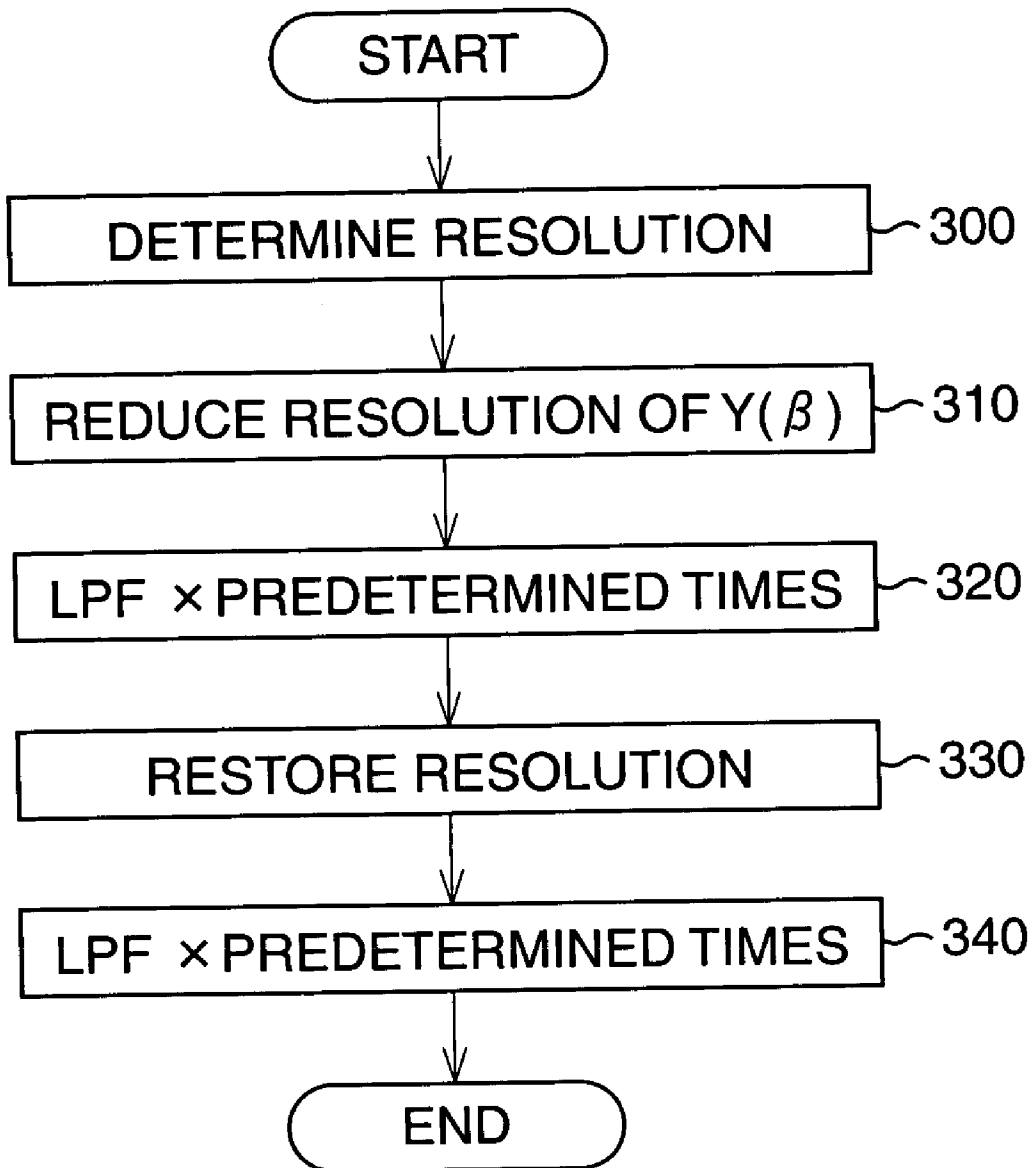 START
DETERMINE RESOLUTION
300
REDUCE RESOLUTION OF Y(β)
310
LPF ×PREDETERMINED TIMES
320
RESTORE RESOLUTION
330
LPF ×PREDETERMINED TIMES
340
END